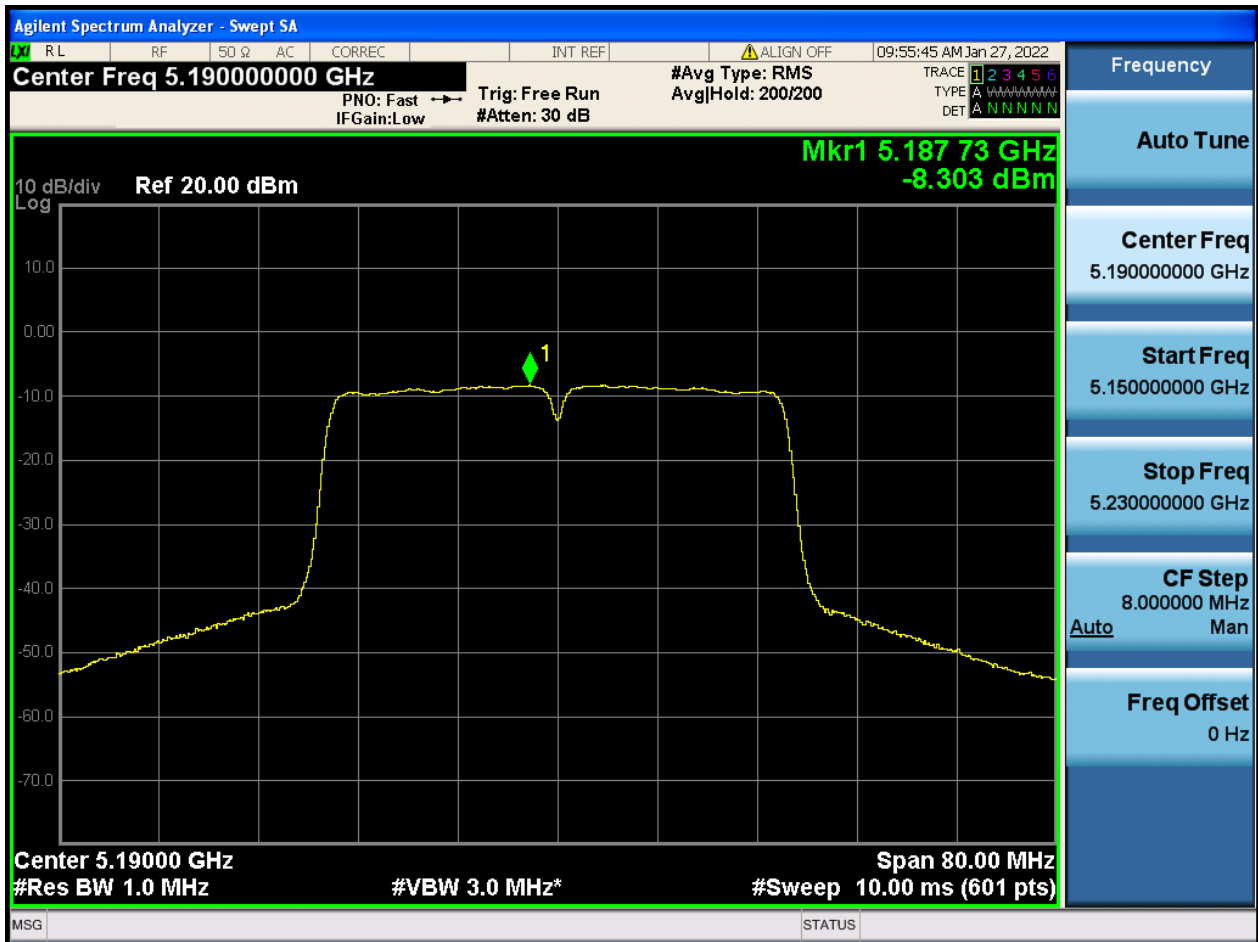 Agilent Spectrum Analyzer - Swept SA
LXI RL RF 50 Ω AC CORREC INT REF ALIGN OFF 09:55:45 AM Jan 27, 2022
Center Freq 5.190000000 GHz
PNO: Fast
IFGain:Low
Trig: Free Run
#Atten: 30 dB
#Avg Type: RMS
Avg|Hold: 200/200
TRACE 1 2 3 4 5 6
TYPE A WWWWW
DET A N N N N N
Mkr1 5.187 73 GHz
-8.303 dBm
10 dB/div Ref 20.00 dBm
Log
10.0
0.00
1
-10.0
-20.0
-30.0
-40.0
-50.0
-60.0
-70.0
Center 5.19000 GHz Span 80.00 MHz
#Res BW 1.0 MHz #VBW 3.0 MHz* #Sweep 10.00 ms (601 pts)
MSG STATUS
Frequency
Auto Tune
Center Freq
5.190000000 GHz
Start Freq
5.150000000 GHz
Stop Freq
5.230000000 GHz
CF Step
8.000000 MHz
Auto Man
Freq Offset
0 Hz